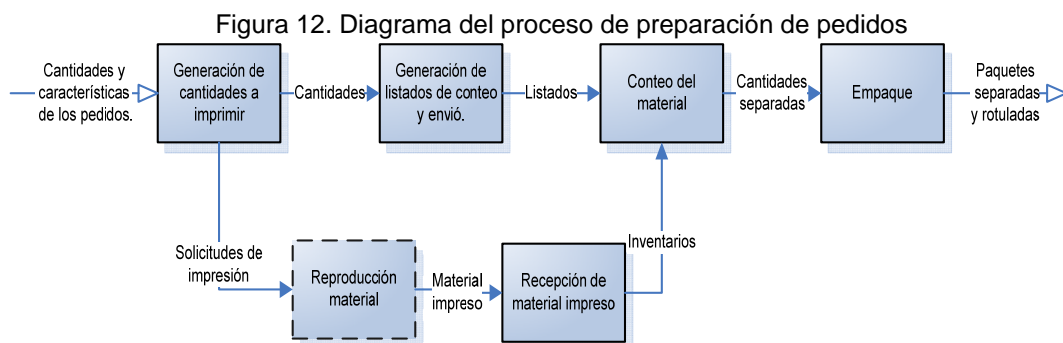 Figura 12. Diagrama del proceso de preparación de pedidos
Cantidades y
características
de los pedidos.
Generación de
cantidades a
imprimir
Cantidades
Generación de
listados de conteo
y envió.
Listados
Conteo del
material
Cantidades
separadas
Empaque
Paquetes
separadas
y rotuladas
Solicitudes de
impresión
Reproducción
material
Material
impreso
Recepción de
material impreso
Inventarios